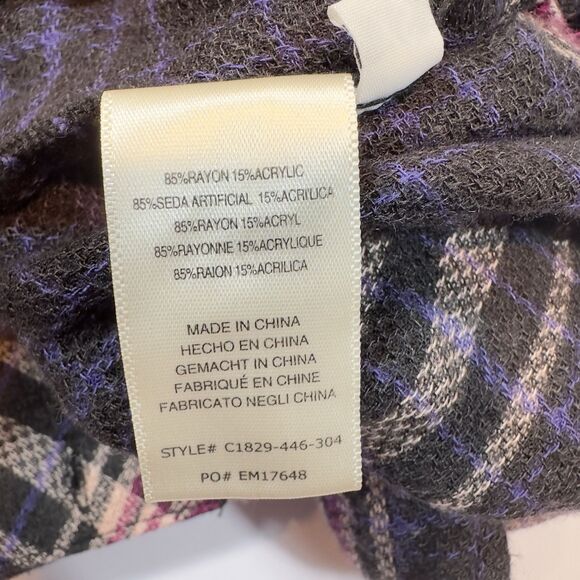 85%RAYON 15%ACRYLIC
85%SEDA ARTIFICIAL 15%ACRILICA
85%RAYON 15%ACRYL
85%RAYONNE 15%ACRYLIQUE
85%RAION 15%ACRILICA
MADE IN CHINA
HECHO EN CHINA
GEMACHT IN CHINA
FABRIQUÉ EN CHINE
FABRICATO NEGLI CHINA
STYLE# C1829-446-304
PO# EM17648